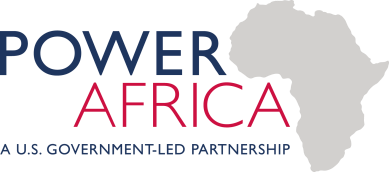 POWER
AFRICA
A U.S. GOVERNMENT-LED PARTNERSHIP